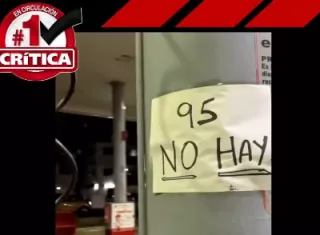 EN CIRCULACIÓN
#1
CRíTICA
95
NO HAY